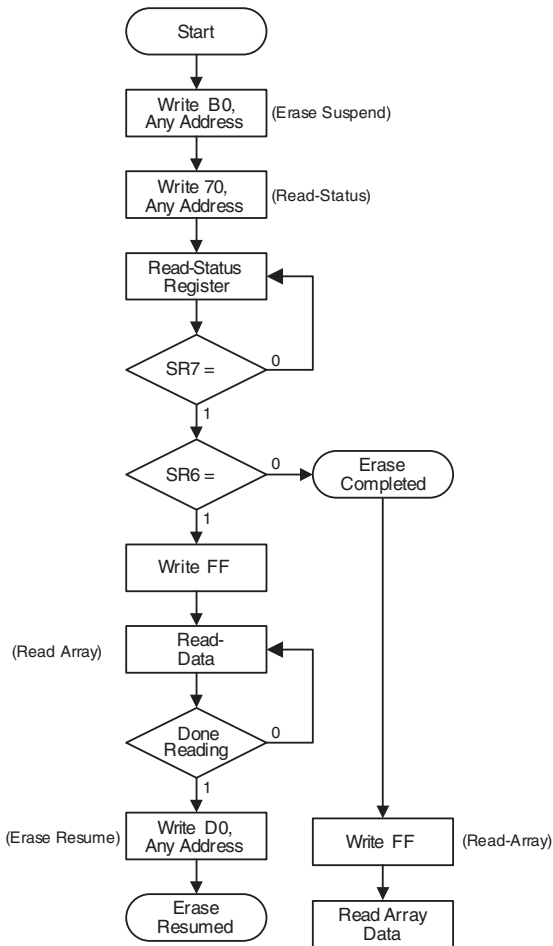 Start
Write B0,
Any Address
(Erase Suspend)
Write 70,
Any Address
(Read-Status)
Read-Status
Register
SR7 =
0
1
SR6 =
0
Erase
Completed
1
Write FF
(Read Array)
Read-
Data
Done
Reading
0
1
(Erase Resume)
Write D0,
Any Address
Write FF
(Read-Array)
Erase
Resumed
Read Array
Data